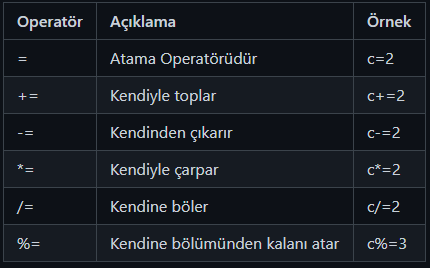 Operatör Açıklama Örnek
= Atama Operatörüdür c=2
+= Kendiyle toplar c+=2
-= Kendinden çıkarır c-=2
*= Kendiyle çarpar c*=2
/= Kendine böler c/=2
%= Kendine bölümünden kalanı atar c%=3